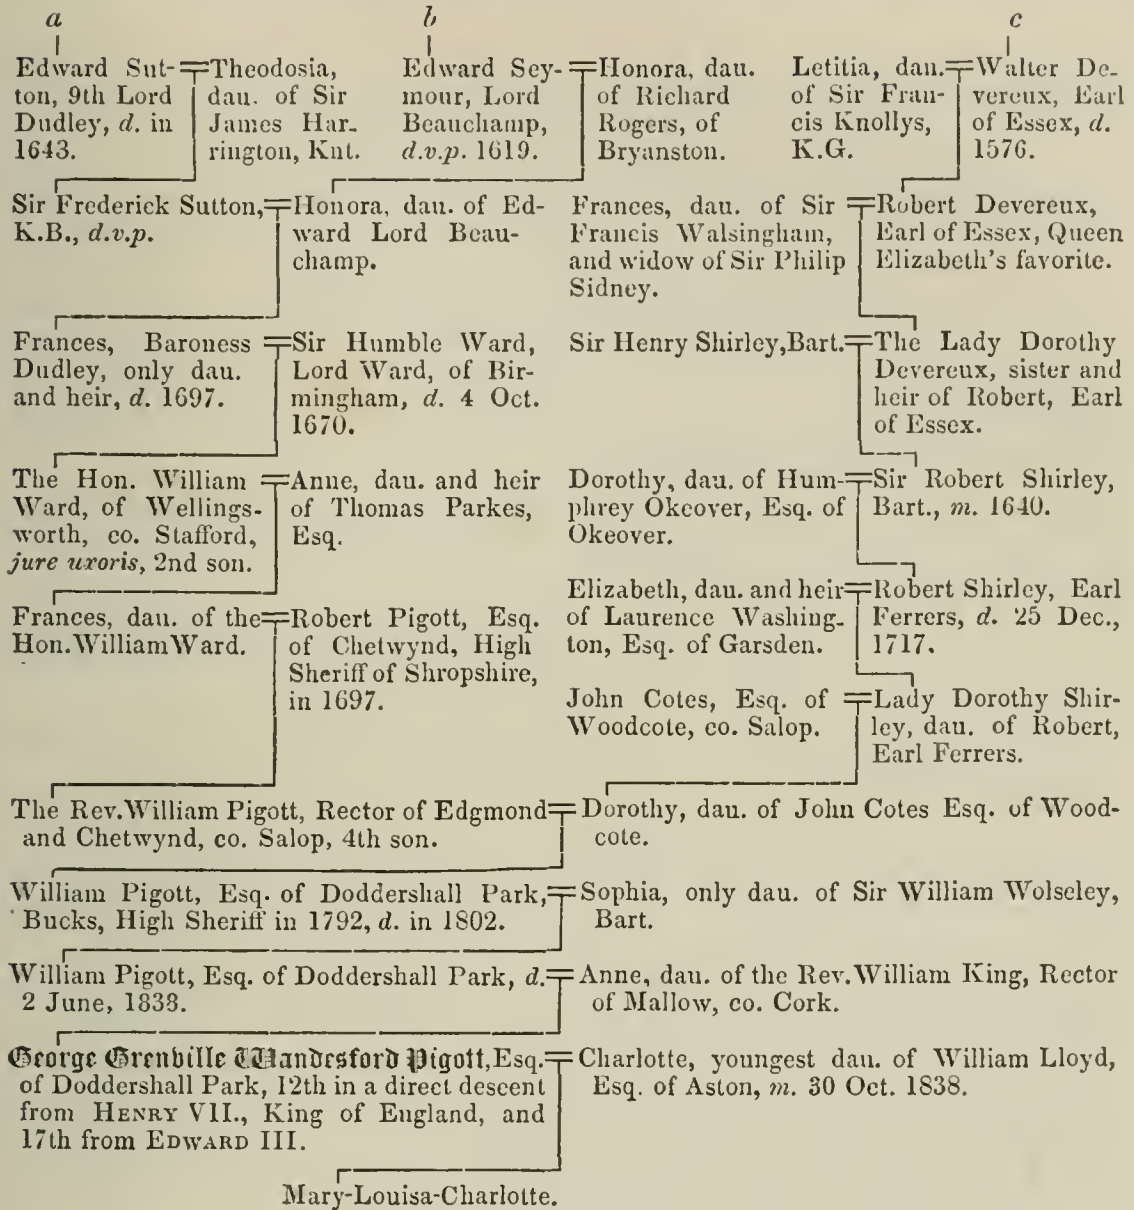 a
b
c
Edward Sut-
ton, 9th Lord
Dudley, d. in
1643.
Theodosia,
dau. of Sir
James Har-
rington, Knt.
Edward Sey-
mour, Lord
Beauchamp,
d.v.p. 1619.
Honora, dau.
of Richard
Rogers, of
Bryanston.
Letitia, dau.
of Sir Fran-
cis Knollys,
K.G.
Walter De-
vereux, Earl
of Essex, d.
1576.
Sir Frederick Sutton,
K.B., d.v.p.
Honora, dau. of Ed-
ward Lord Beau-
champ.
Frances, dau. of Sir
Francis Walsingham,
and widow of Sir Philip
Sidney.
Robert Devereux,
Earl of Essex, Queen
Elizabeth's favorite.
Frances, Baroness
Dudley, only dau.
and heir, d. 1697.
Sir Humble Ward,
Lord Ward, of Bir-
mingham, d. 4 Oct.
1670.
Sir Henry Shirley, Bart.
The Lady Dorothy
Devereux, sister and
heir of Robert, Earl
of Essex.
The Hon. William
Ward, of Wellings-
worth, co. Stafford,
jure uxoris, 2nd son.
Anne, dau. and heir
of Thomas Parkes,
Esq.
Dorothy, dau. of Hum-
phrey Okeover, Esq. of
Okeover.
Sir Robert Shirley,
Bart., m. 1640.
Frances, dau. of the
Hon. William Ward.
Robert Pigott, Esq.
of Chetwynd, High
Sheriff of Shropshire,
in 1697.
Elizabeth, dau. and heir
of Laurence Washing-
ton, Esq. of Garsden.
Robert Shirley, Earl
Ferrers, d. 25 Dec.,
1717.
John Cotes, Esq. of
Woodcote, co. Salop.
Lady Dorothy Shir-
ley, dau. of Robert,
Earl Ferrers.
The Rev. William Pigott, Rector of Edgmond
and Chetwynd, co. Salop, 4th son.
Dorothy, dau. of John Cotes Esq. of Wood-
cote.
William Pigott, Esq. of Doddershall Park,
Bucks, High Sheriff in 1792, d. in 1802.
Sophia, only dau. of Sir William Wolseley,
Bart.
William Pigott, Esq. of Doddershall Park, d.
2 June, 1838.
Anne, dau. of the Rev. William King, Rector
of Mallow, co. Cork.
George Grenville Wandesford Pigott, Esq.
of Doddershall Park, 12th in a direct descent
from HENRY VII., King of England, and
17th from EDWARD III.
Charlotte, youngest dau. of William Lloyd,
Esq. of Aston, m. 30 Oct. 1838.
Mary-Louisa-Charlotte.